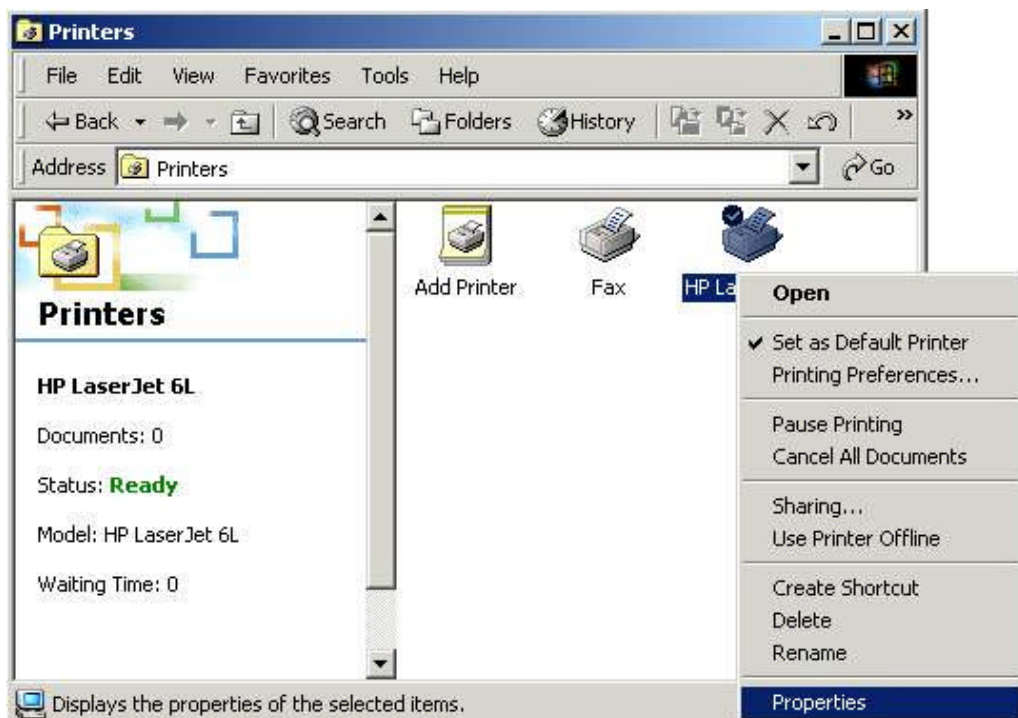 Printers
File Edit View Favorites Tools Help
Back Search Folders History »
Address Printers Go
Add Printer Fax HP La
Printers
HP LaserJet 6L
Documents: 0
Status: Ready
Model: HP LaserJet 6L
Waiting Time: 0
Open
Set as Default Printer
Printing Preferences...
Pause Printing
Cancel All Documents
Sharing...
Use Printer Offline
Create Shortcut
Delete
Rename
Properties
Displays the properties of the selected items.